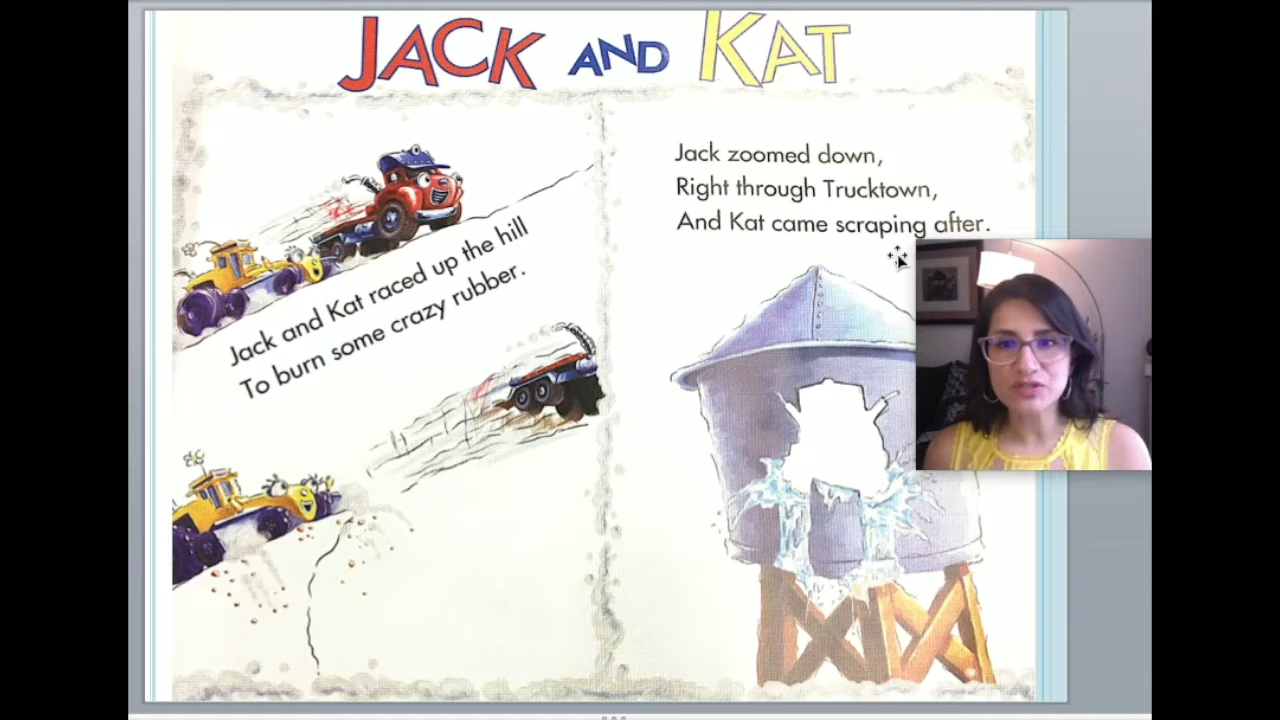 JACK AND KAT
Jack and Kat raced up the hill
To burn some crazy rubber.
Jack zoomed down,
Right through Trucktown,
And Kat came scraping after.